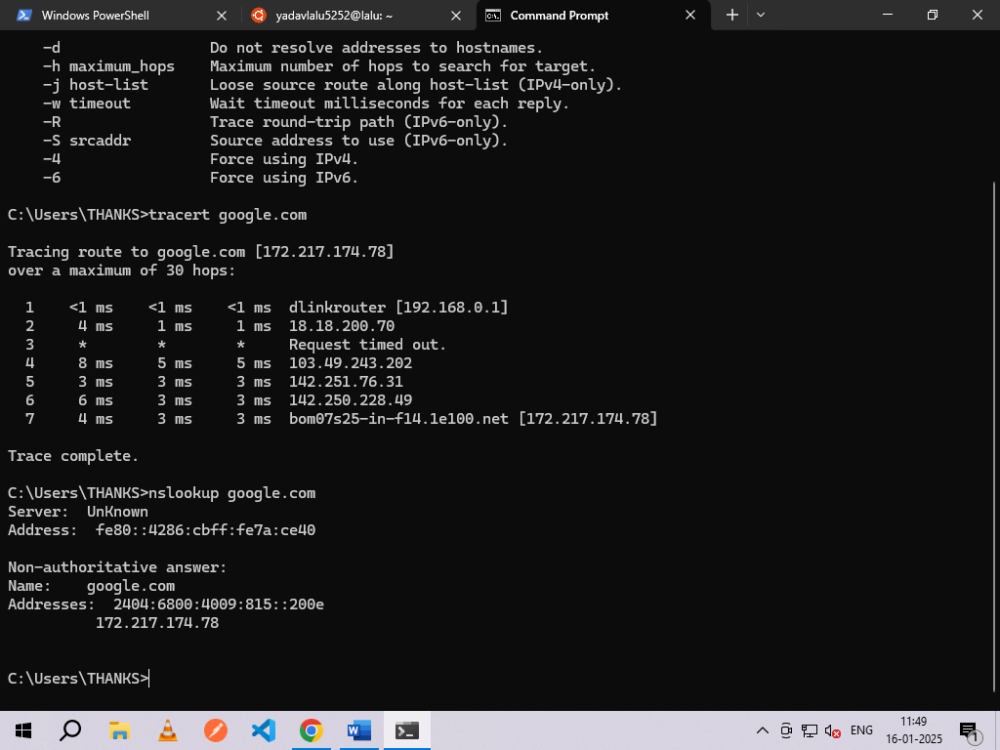 Windows PowerShell
yadavlalu5252@lalu: ~
Command Prompt
-d Do not resolve addresses to hostnames.
-h maximum_hops Maximum number of hops to search for target.
-j host-list Loose source route along host-list (IPv4-only).
-w timeout Wait timeout milliseconds for each reply.
-R Trace round-trip path (IPv6-only).
-S srcaddr Source address to use (IPv6-only).
-4 Force using IPv4.
-6 Force using IPv6.
C:\Users\THANKS>tracert google.com
Tracing route to google.com [172.217.174.78]
over a maximum of 30 hops:
1 <1 ms <1 ms <1 ms dlinkrouter [192.168.0.1]
2 4 ms 1 ms 1 ms 18.18.200.70
3 * * * Request timed out.
4 8 ms 5 ms 5 ms 103.49.243.202
5 3 ms 3 ms 3 ms 142.251.76.31
6 6 ms 3 ms 3 ms 142.250.228.49
7 4 ms 3 ms 3 ms bom07s25-in-f14.1e100.net [172.217.174.78]
Trace complete.
C:\Users\THANKS>nslookup google.com
Server: UnKnown
Address: fe80::4286:cbff:fe7a:ce40
Non-authoritative answer:
Name: google.com
Addresses: 2404:6800:4009:815::200e
172.217.174.78
C:\Users\THANKS>
ENG
11:49
16-01-2025
1